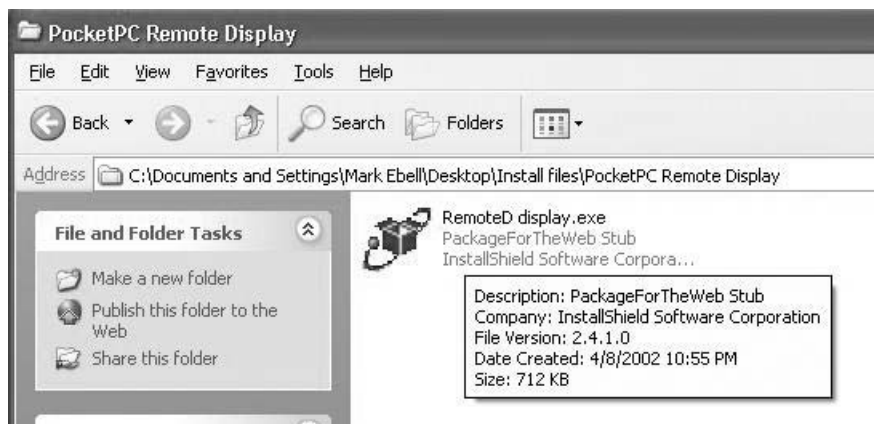 PocketPC Remote Display
File Edit View Favorites Tools Help
Back Search Folders
Address C:\Documents and Settings\Mark Ebell\Desktop\Install files\PocketPC Remote Display
File and Folder Tasks
Make a new folder
Publish this folder to the
Web
Share this folder
RemoteD display.exe
PackageForTheWeb Stub
InstallShield Software Corpora...
Description: PackageForTheWeb Stub
Company: InstallShield Software Corporation
File Version: 2.4.1.0
Date Created: 4/8/2002 10:55 PM
Size: 712 KB